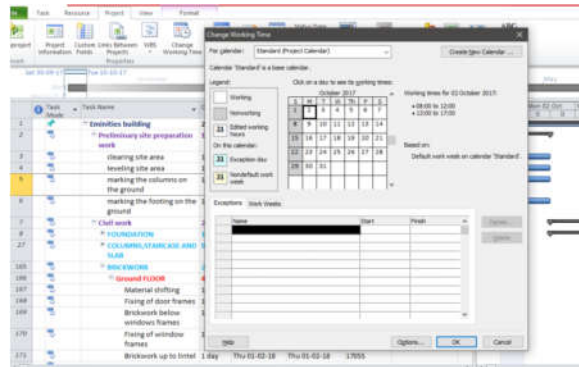 Task Resource Project View Format
Project Information
Custom Fields
Links Between Projects
WBS
Change Working Time
Properties
Task Mode
Task Name
1 Eminities building
2 Preliminary site preparation work
3 clearing site area
4 leveling site area
5 marking the columns on the ground
6 marking the footing on the ground
7 Civil work
8 FOUNDATION
27 COLUMNS,STAIRCASE AND SLAB
165 BRICKWORK
166 Ground FLOOR
167 Material shifting
168 Fixing of door frames
169 Brickwork below windows frames
170 Fixing of wiindow frames
171 Brickwork up to lintel 1 day Thu 01-02-18 Thu 01-02-18 170SS
Change Working Time
For calendar: Standard (Project Calendar)
Create New Calendar ...
Calendar 'Standard' is a base calendar.
Legend:
Working
Nonworking
31 Edited working hours
On this calendar:
31 Exception day
31 Nondefault work week
Click on a day to see its working times:
October 2017
S M T W Th F S
1 2 3 4 5 6 7
8 9 10 11 12 13 14
15 16 17 18 19 20 21
22 23 24 25 26 27 28
29 30 31
Working times for 02 October 2017:
• 08:00 to 12:00
• 13:00 to 17:00
Based on:
Default work week on calendar 'Standard'.
Exceptions Work Weeks
Name Start Finish
Details...
Delete
Help
Options...
OK
Cancel